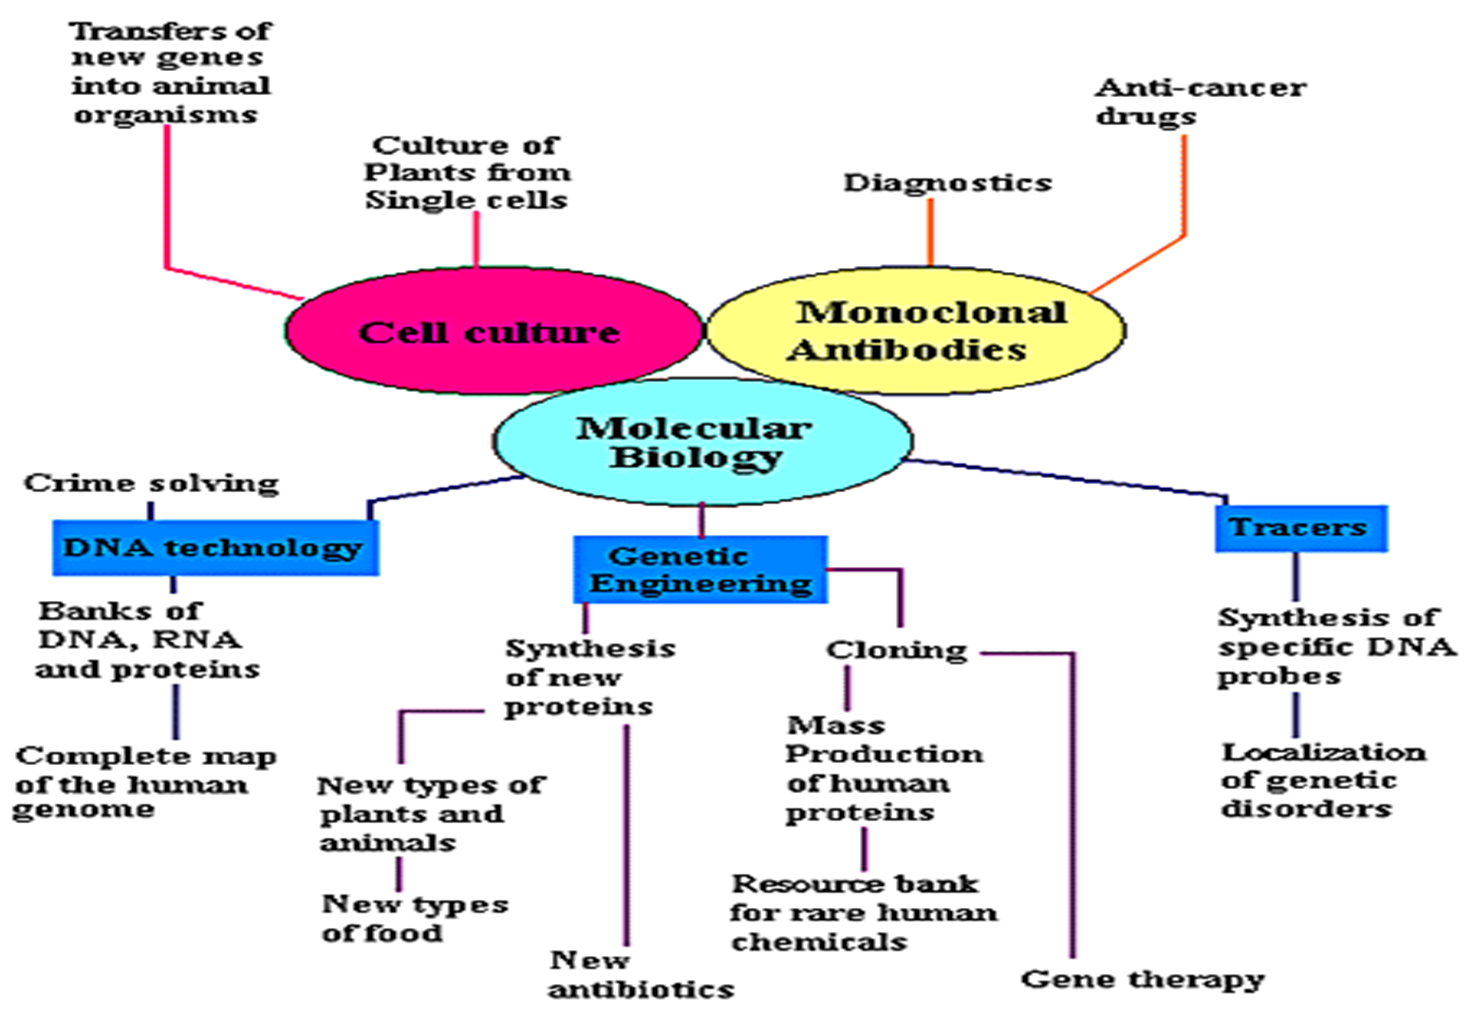 Transfers of
new genes
into animal
organisms
Culture of
Plants from
Single cells
Diagnostics
Anti-cancer
drugs
Cell culture
Monoclonal
Antibodies
Molecular
Biology
Crime solving
DNA technology
Banks of
DNA, RNA
and proteins
Complete map
of the human
genome
Genetic
Engineering
Synthesis
of new
proteins
New types of
plants and
animals
New types
of food
New
antibiotics
Cloning
Mass
Production
of human
proteins
Resource bank
for rare human
chemicals
Gene therapy
Tracers
Synthesis of
specific DNA
probes
Localization
of genetic
disorders